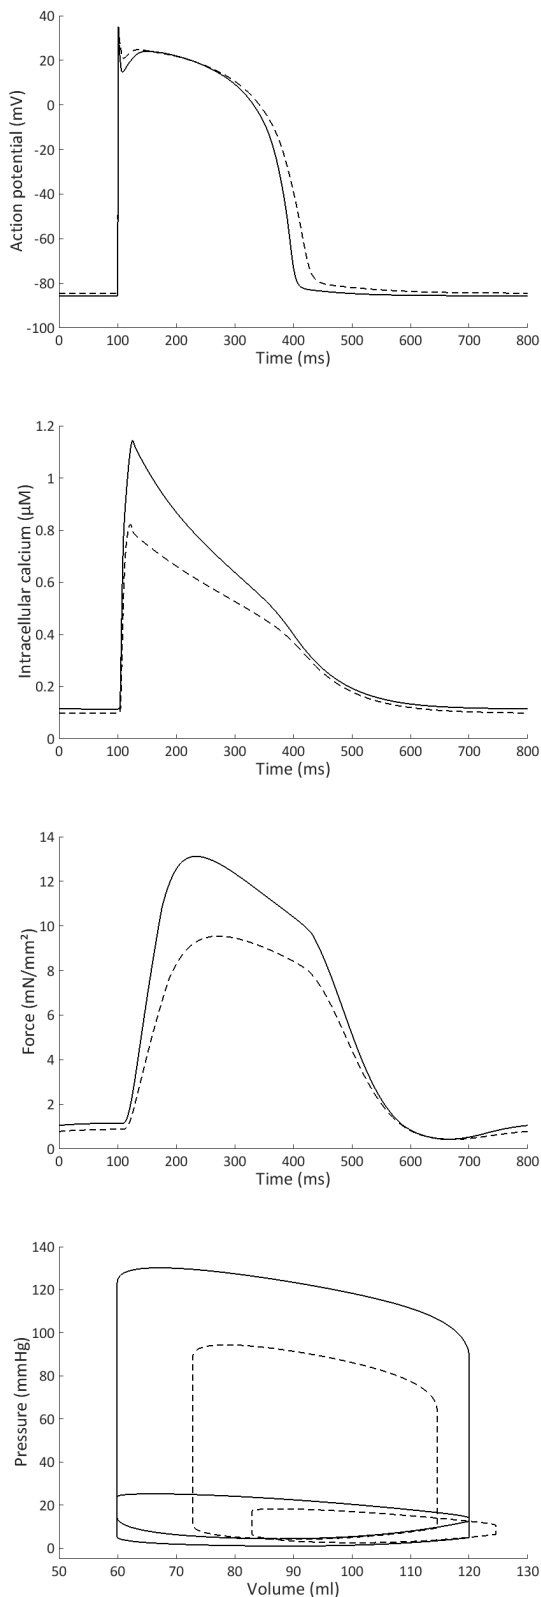 Action potential (mV)
40
20
0
-20
-40
-60
-80
-100
0 100 200 300 400 500 600 700 800
Time (ms)
Intracellular calcium (µM)
1.2
1
0.8
0.6
0.4
0.2
0
0 100 200 300 400 500 600 700 800
Time (ms)
Force (mN/mm²)
14
12
10
8
6
4
2
0
0 100 200 300 400 500 600 700 800
Time (ms)
Pressure (mmHg)
140
120
100
80
60
40
20
0
50 60 70 80 90 100 110 120 130
Volume (ml)